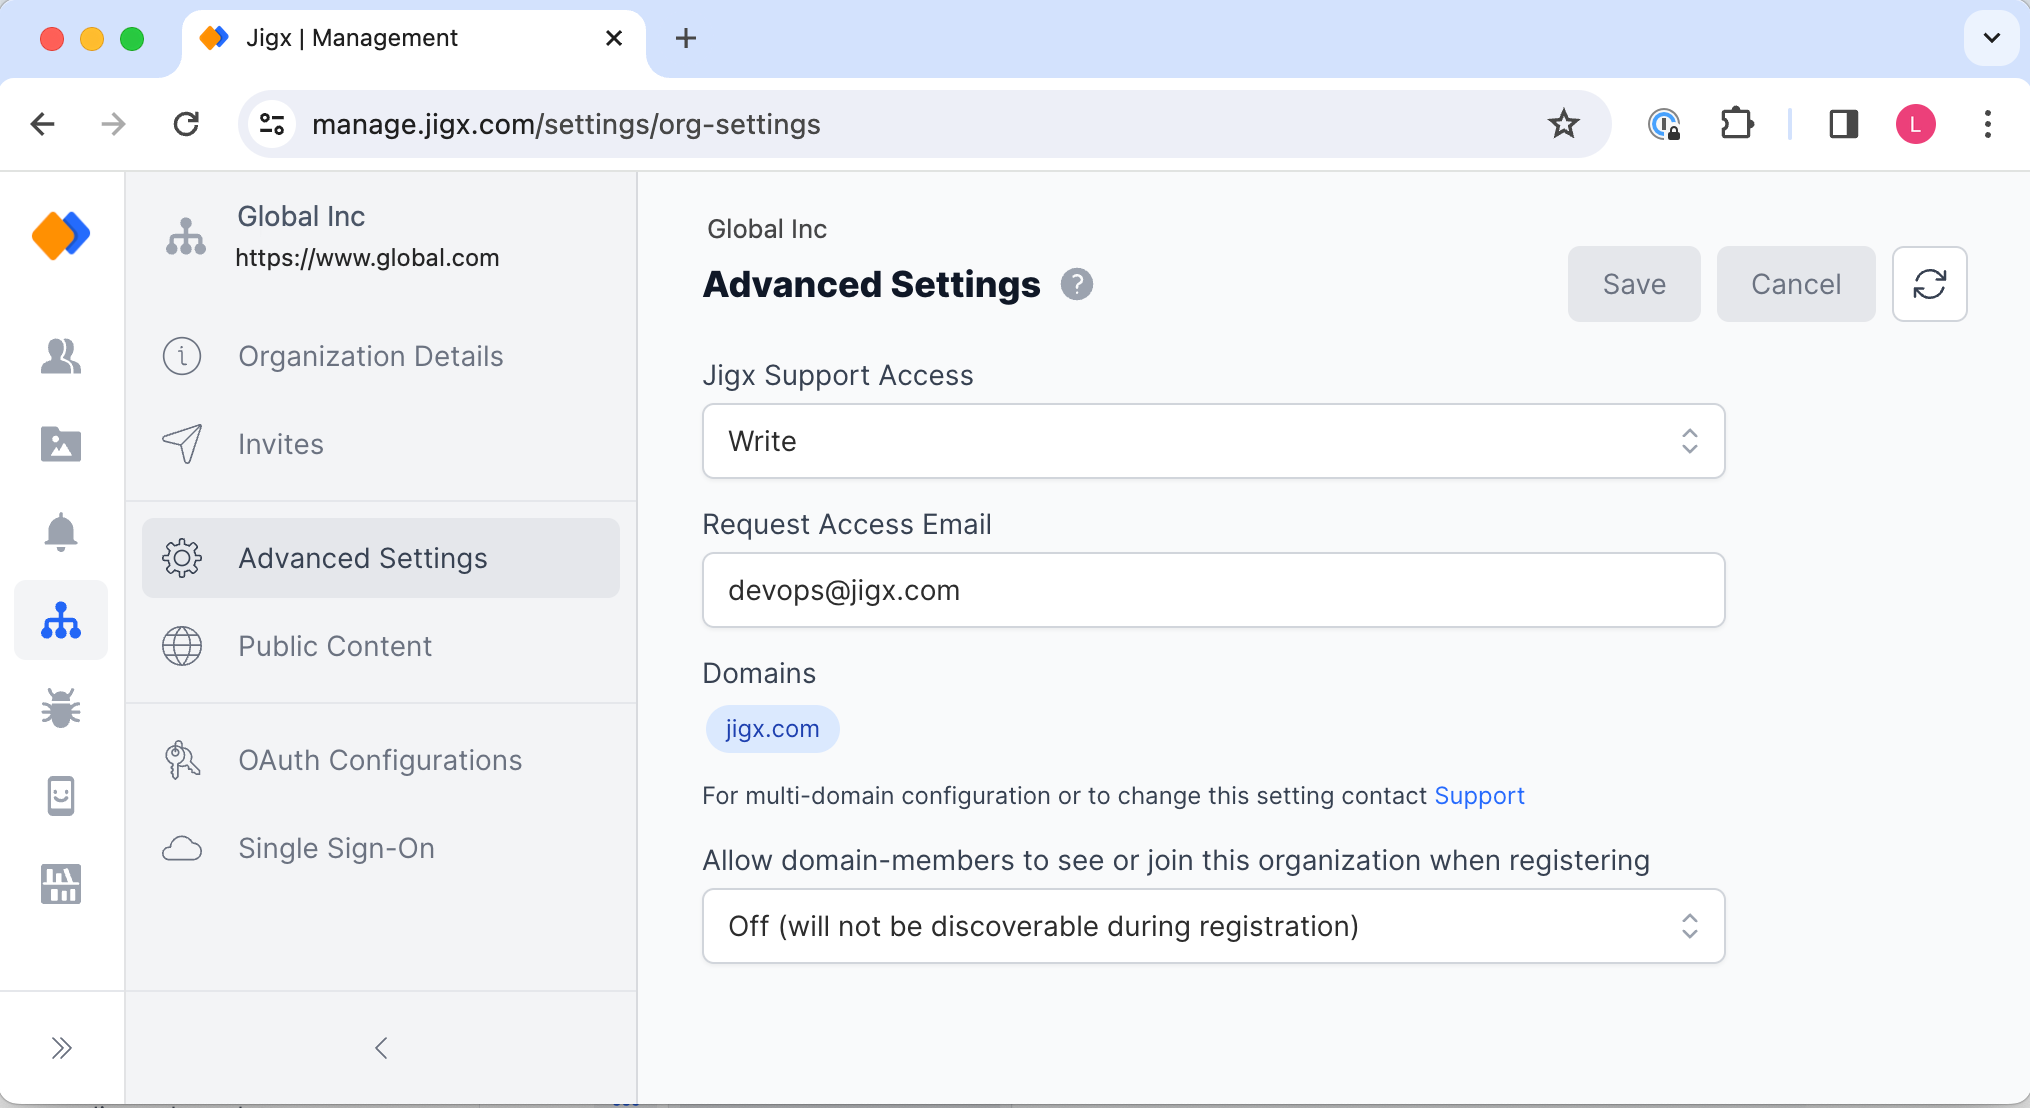 Jigx | Management
manage.jigx.com/settings/org-settings
L
Global Inc
https://www.global.com
Organization Details
Invites
Advanced Settings
Public Content
OAuth Configurations
Single Sign-On
Global Inc
Advanced Settings ?
Save
Cancel
Jigx Support Access
Write
Request Access Email
devops@jigx.com
Domains
jigx.com
For multi-domain configuration or to change this setting contact Support
Allow domain-members to see or join this organization when registering
Off (will not be discoverable during registration)